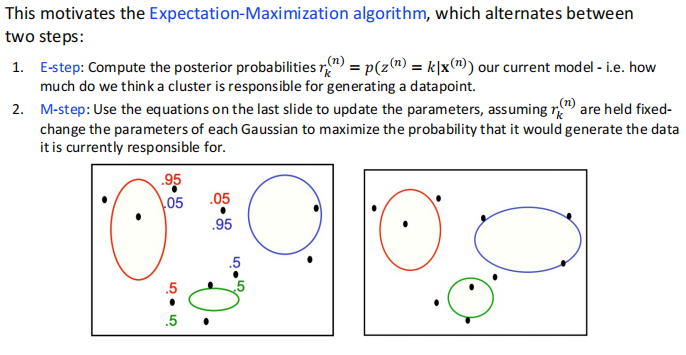 This motivates the Expectation-Maximization algorithm, which alternates between
two steps:
1. E-step: Compute the posterior probabilities r_k^(n) = p(z^(n) = k|x^(n)) our current model - i.e. how
much do we think a cluster is responsible for generating a datapoint.
2. M-step: Use the equations on the last slide to update the parameters, assuming r_k^(n) are held fixed-
change the parameters of each Gaussian to maximize the probability that it would generate the data
it is currently responsible for.
.95
.05
.05
.95
.5
.5
.5
.5